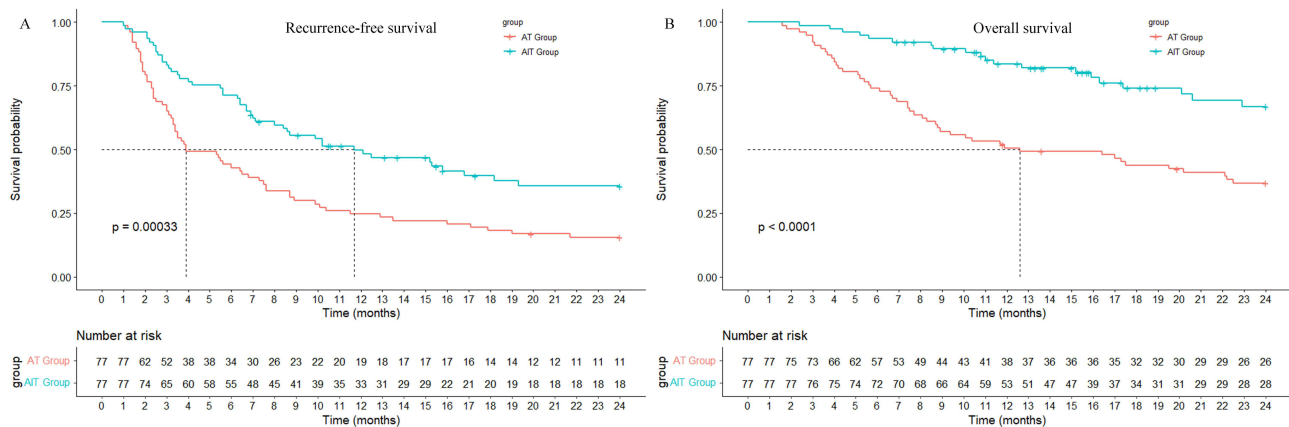 A
Recurrence-free survival
group
AT Group
AIT Group
Survival probability
1.00
0.75
0.50
0.25
0.00
p = 0.00033
0 1 2 3 4 5 6 7 8 9 10 11 12 13 14 15 16 17 18 19 20 21 22 23 24
Time (months)
Number at risk
group
AT Group 77 77 62 52 38 38 34 30 26 23 22 20 19 18 17 17 17 16 14 14 12 12 11 11 11
AIT Group 77 77 74 65 60 58 55 48 45 41 39 35 33 31 29 29 22 21 20 19 18 18 18 18 18
0 1 2 3 4 5 6 7 8 9 10 11 12 13 14 15 16 17 18 19 20 21 22 23 24
Time (months)
B
Overall survival
group
AT Group
AIT Group
Survival probability
1.00
0.75
0.50
0.25
0.00
p < 0.0001
0 1 2 3 4 5 6 7 8 9 10 11 12 13 14 15 16 17 18 19 20 21 22 23 24
Time (months)
Number at risk
group
AT Group 77 77 75 73 66 62 57 53 49 44 43 41 38 37 36 36 36 35 32 32 30 29 29 26 26
AIT Group 77 77 77 76 75 74 72 70 68 66 64 59 53 51 47 47 39 37 34 31 31 29 29 28 28
0 1 2 3 4 5 6 7 8 9 10 11 12 13 14 15 16 17 18 19 20 21 22 23 24
Time (months)